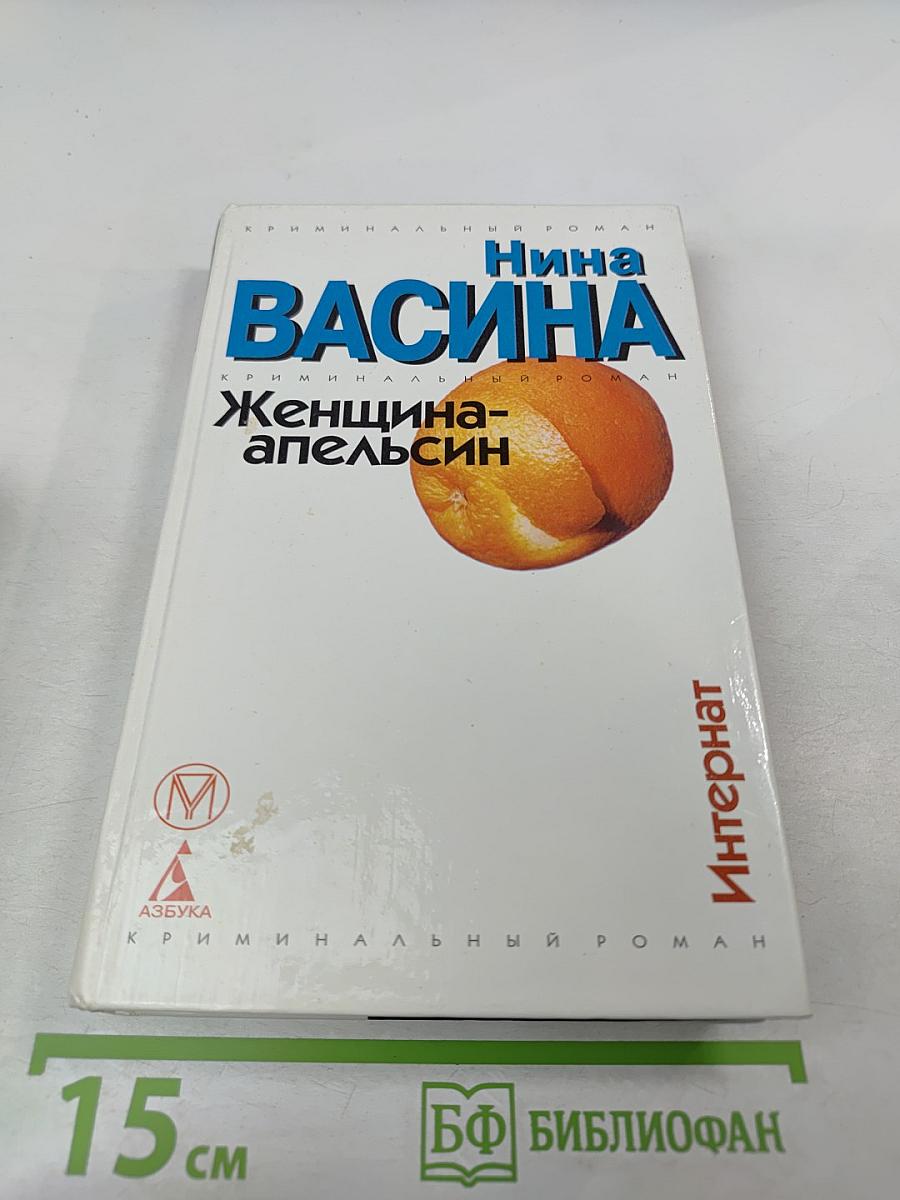 КРИМИНАЛЬНЫЙ РОМАН
Нина
ВАСИНА
КРИМИНАЛЬНЫЙ РОМАН
Женщина-
апельсин
Интернат
АЗБУКА
КРИМИНАЛЬНЫЙ РОМАН
15 см
БФ БИБЛИОФАН